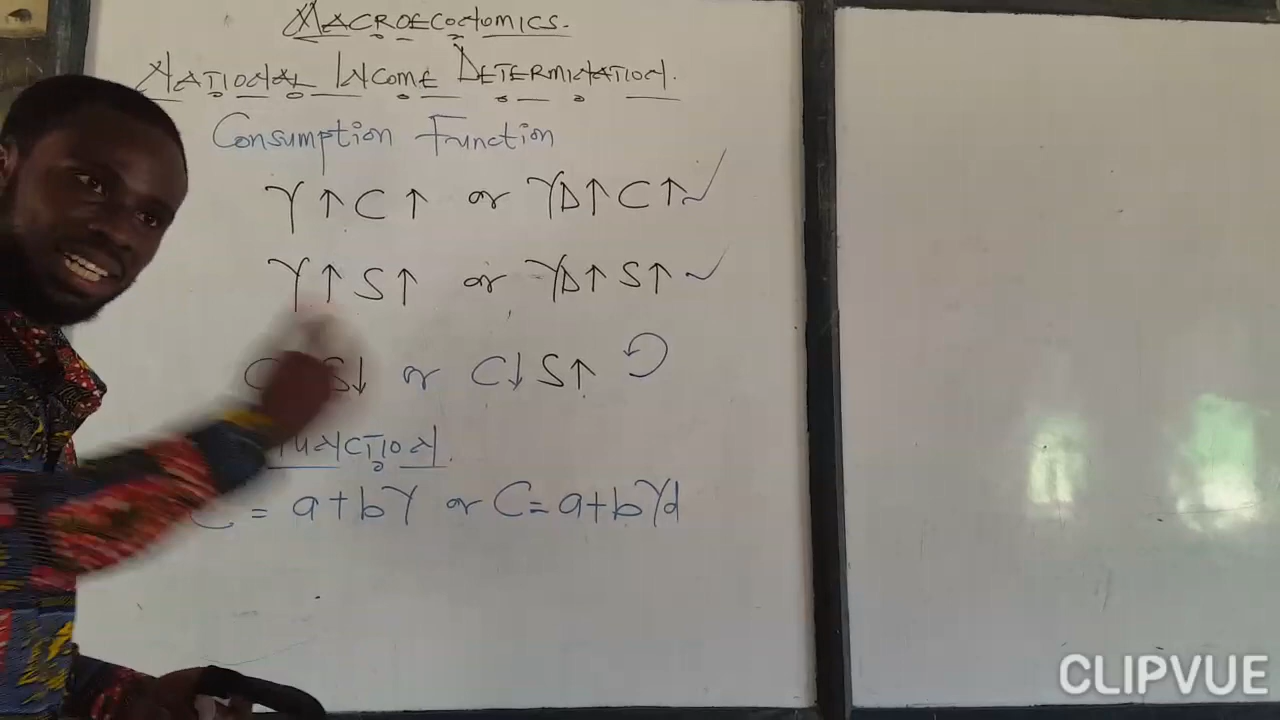 MACROECONOMICS.
NATIONAL INCOME DETERMINATION.
Consumption Function
Y↑ C↑ or YD↑ C↑ ✓
Y↑ S↑ or YD↑ S↑ ✓
C S↓ or C↓ S↑
C = a+bY or C=a+bYd
CLIPVUE